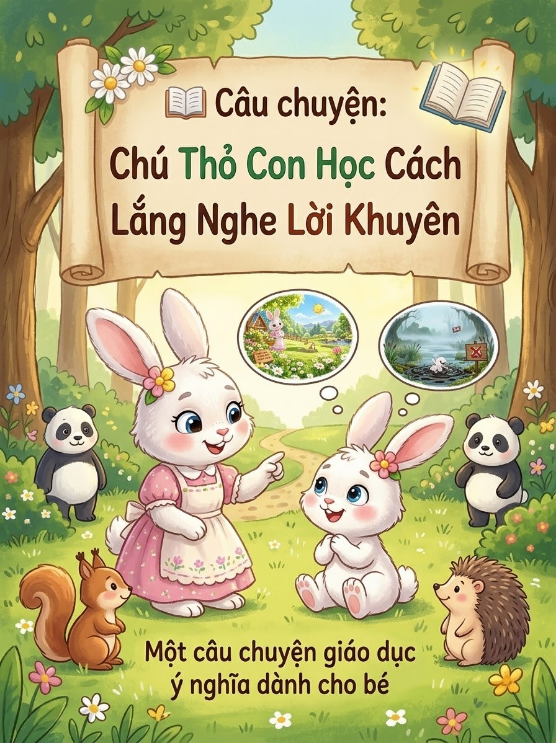 Câu chuyện:
Chú Thỏ Con Học Cách
Lắng Nghe Lời Khuyên
Một câu chuyện giáo dục
ý nghĩa dành cho bé